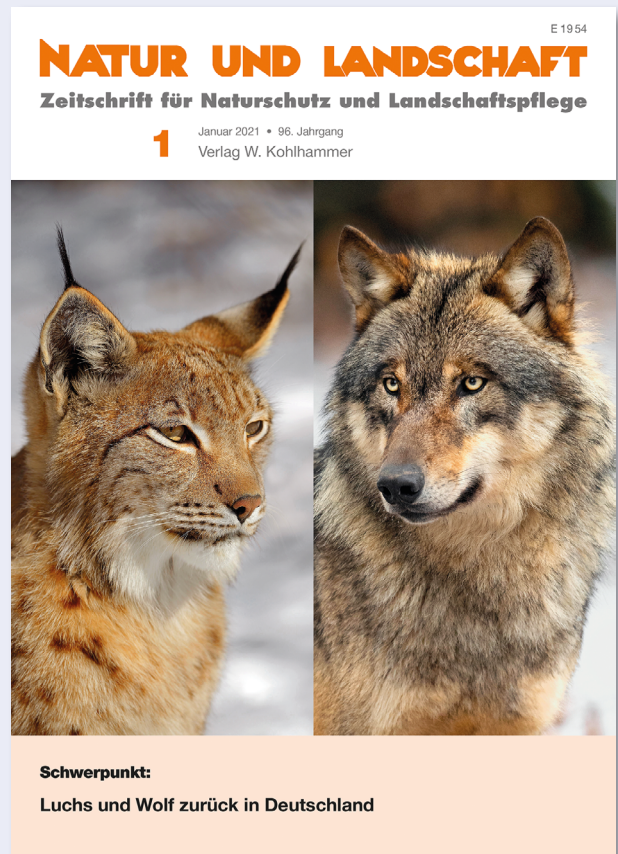 E 1954
NATUR UND LANDSCHAFT
Zeitschrift für Naturschutz und Landschaftspflege
1
Januar 2021 • 96. Jahrgang
Verlag W. Kohlhammer
Schwerpunkt:
Luchs und Wolf zurück in Deutschland